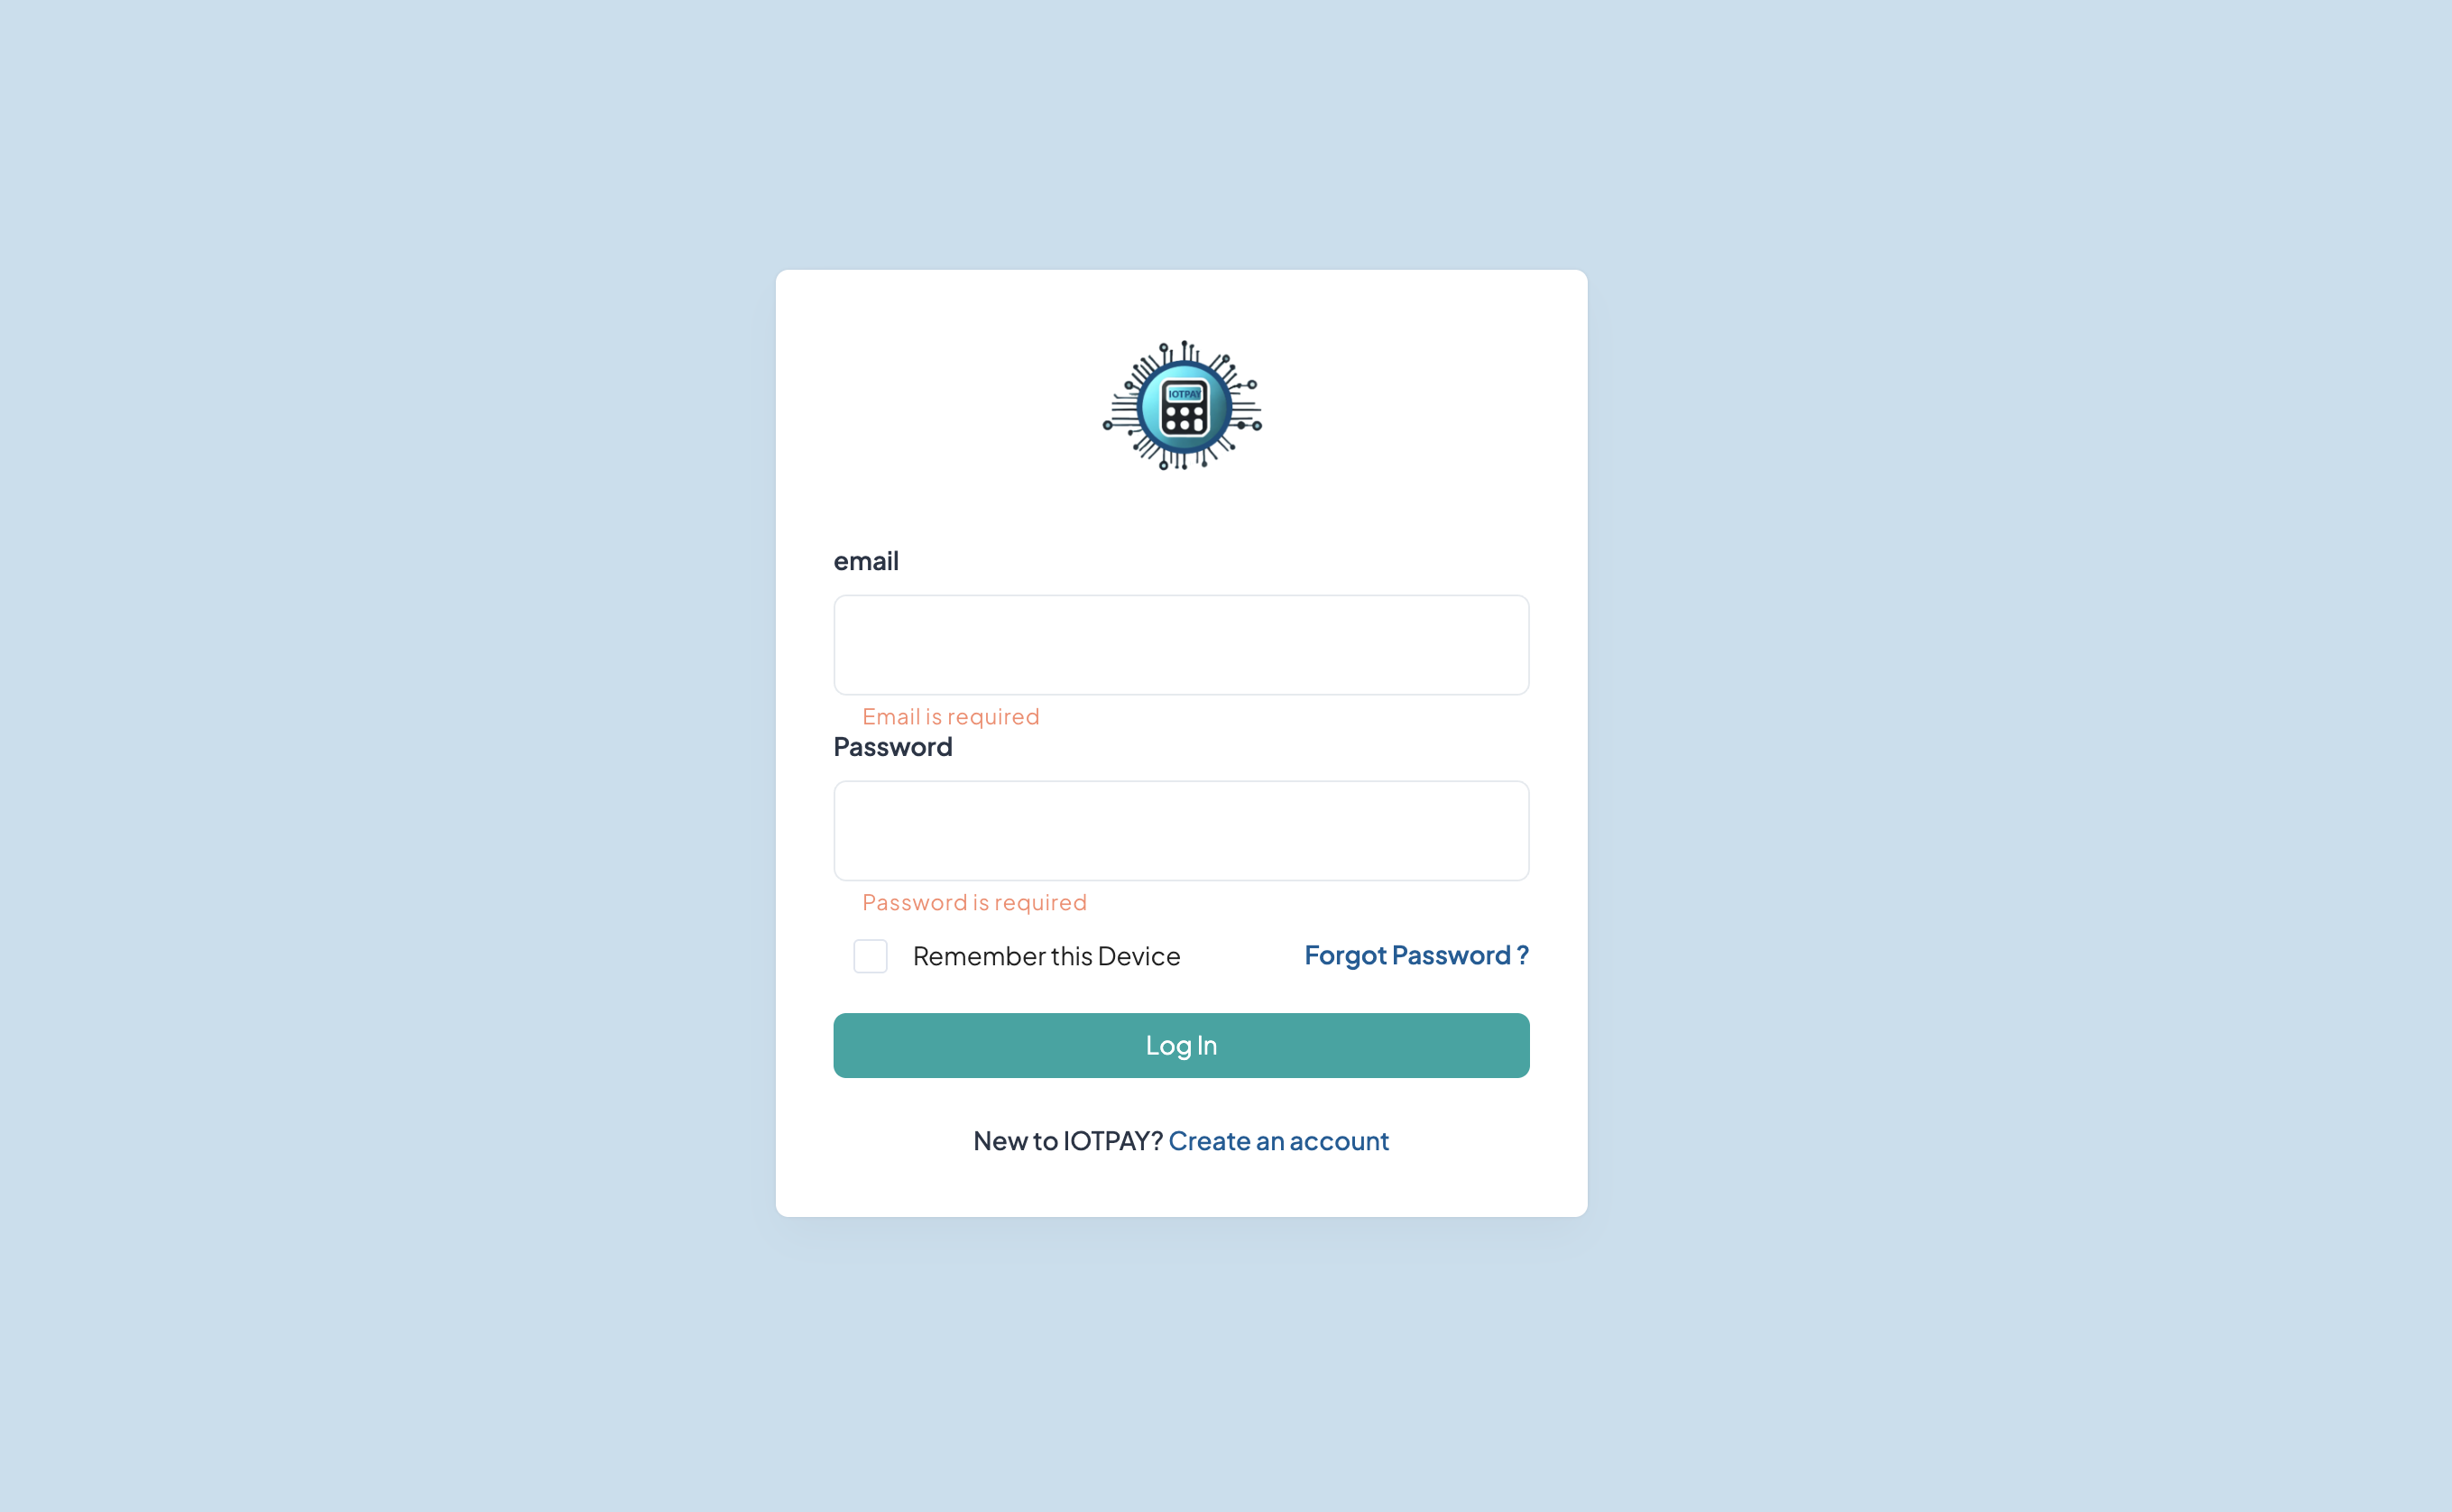 IOTPAY
email
Email is required
Password
Password is required
Remember this Device Forgot Password ?
Log In
New to IOTPAY? Create an account